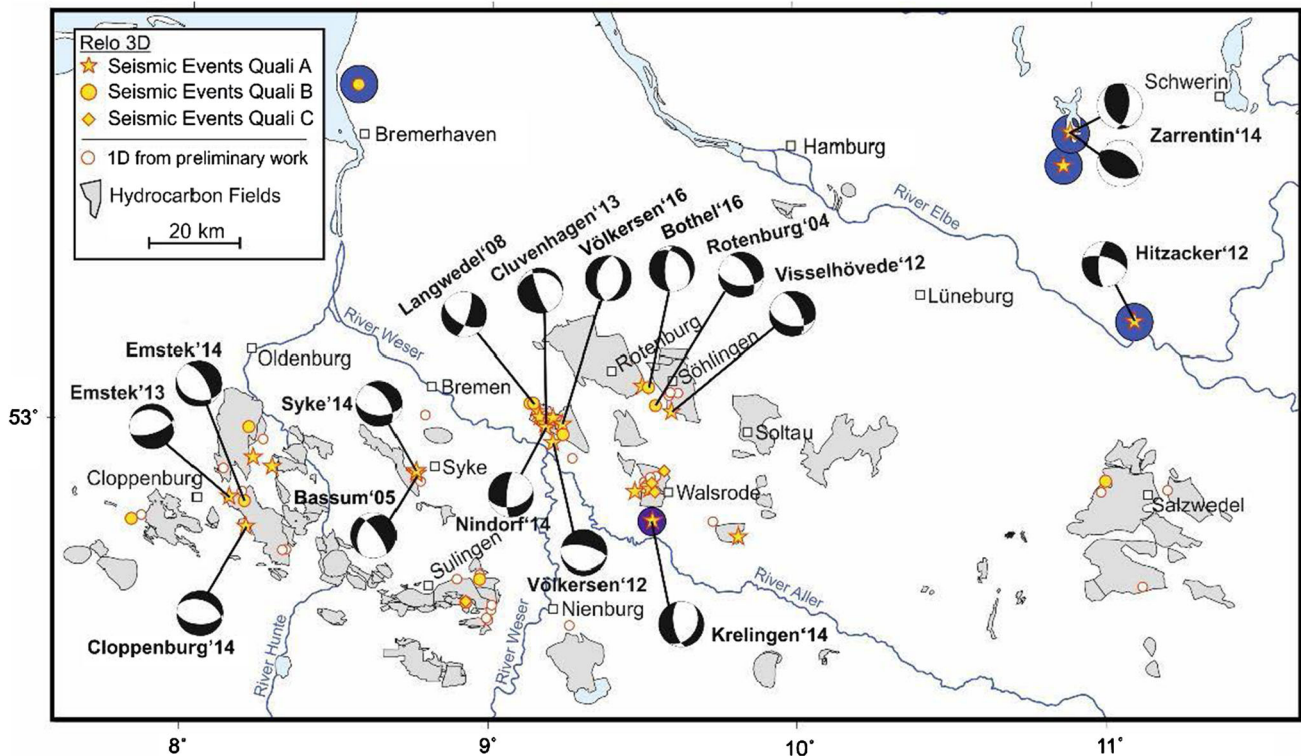 Relo 3D
Seismic Events Quali A
Seismic Events Quali B
Seismic Events Quali C
1D from preliminary work
Hydrocarbon Fields
20 km
Bremerhaven
Hamburg
Schwerin
Zarrentin‘14
River Elbe
Hitzacker‘12
Lüneburg
Langwedel‘08
Cluvenhagen‘13
Völkersen‘16
Bothel‘16
Rotenburg‘04
Visselhövede‘12
River Weser
Rotenburg
Söhlingen
Emstek’14
Oldenburg
Emstek’13
Syke’14
Bremen
53°
Soltau
Cloppenburg
Syke
Bassum‘05
Nindorf‘14
Walsrode
Salzwedel
Sulingen
Völkersen‘12
River Aller
Nienburg
Krelingen‘14
Cloppenburg’14
River Hunte
River Weser
8°
9°
10°
11°